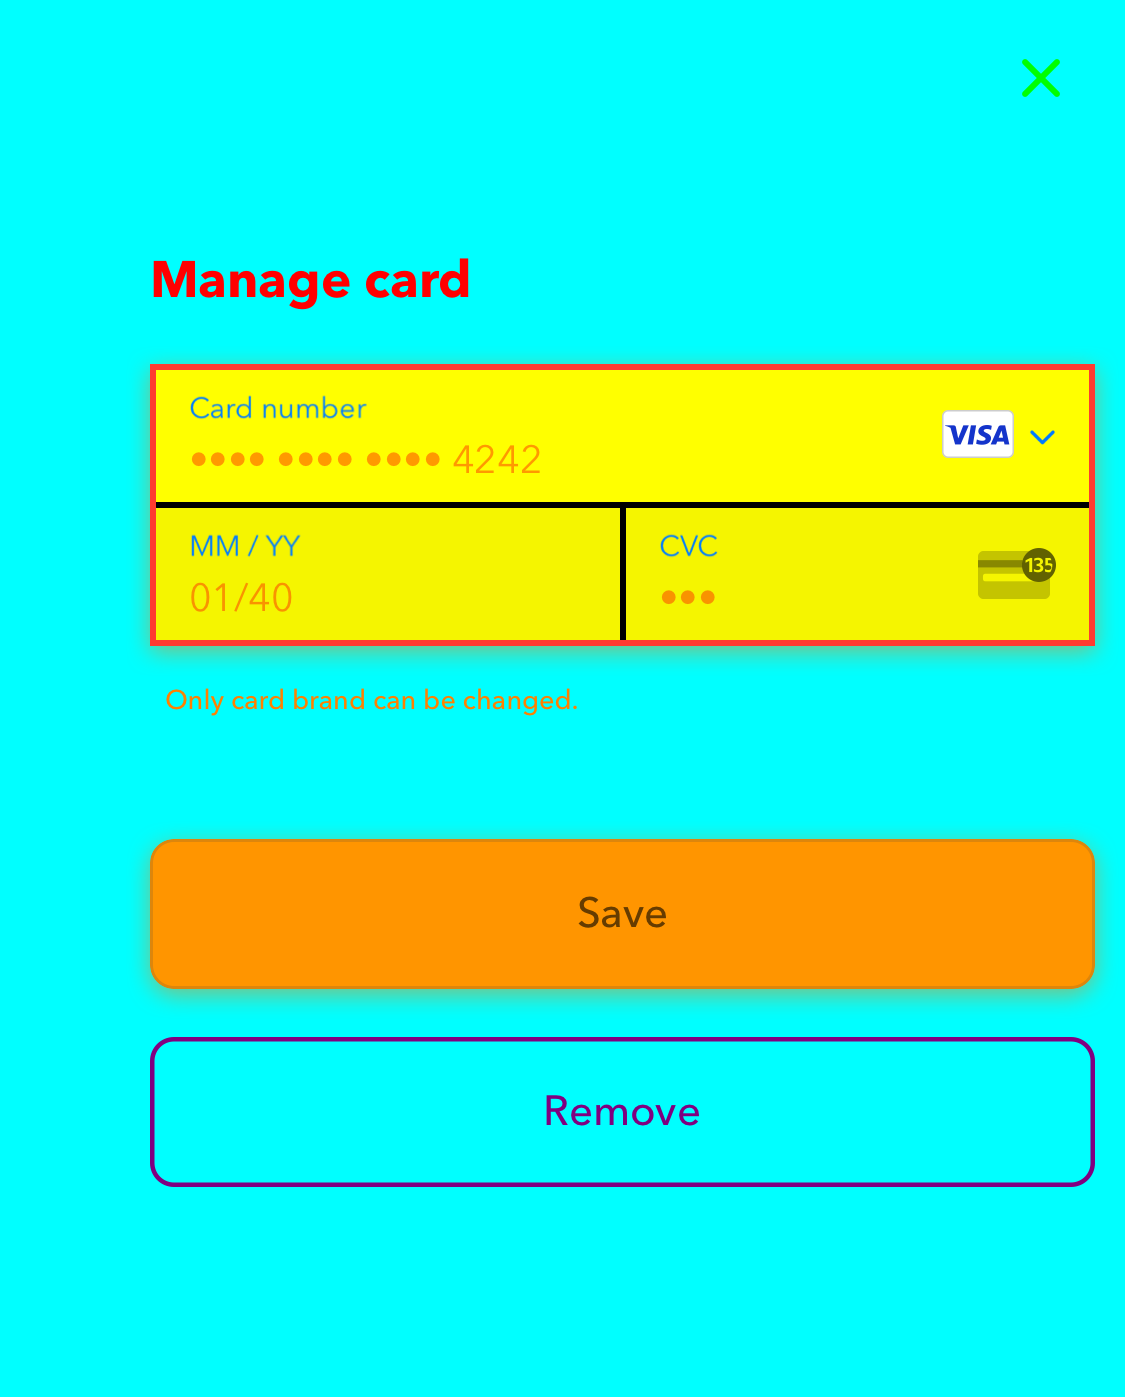 Manage card
Card number
VISA
•••• •••• •••• 4242
MM / YY
01/40
CVC
•••
135
Only card brand can be changed.
Save
Remove